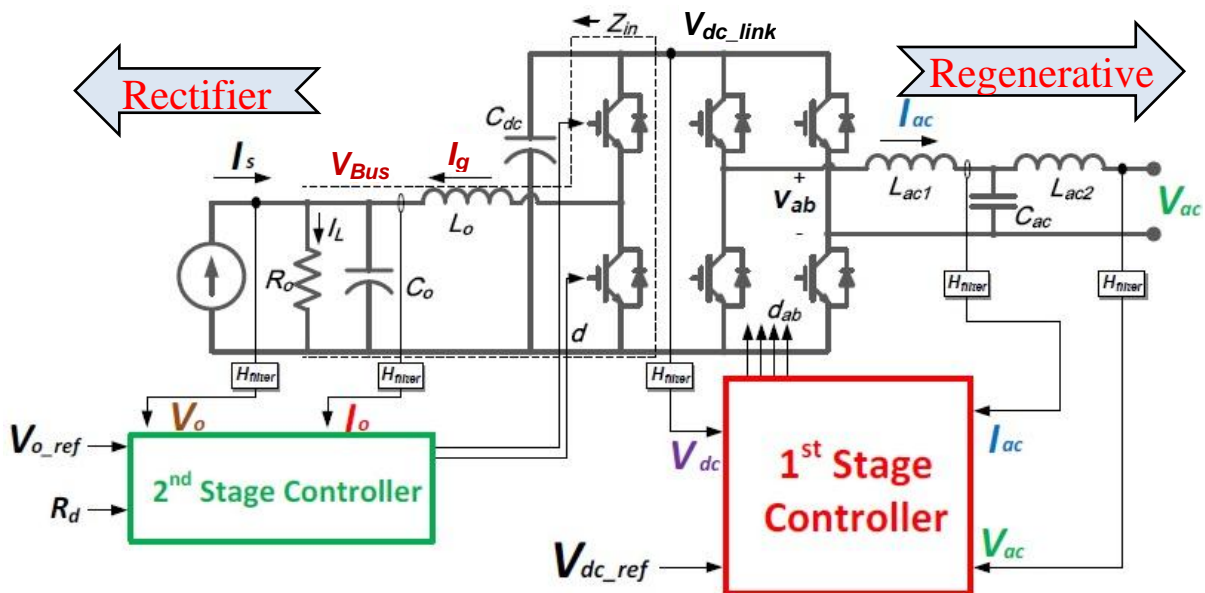 Z_in
V_dc_link
Rectifier
Regenerative
C_dc
I_ac
I_s
V_Bus
I_g
L_ac1
L_ac2
I_L
L_o
+
V_ab
-
C_ac
V_ac
R_o
C_o
H_filter
H_filter
d
d_ab
H_filter
H_filter
H_filter
V_o
I_o
V_o_ref
2nd Stage Controller
R_d
V_dc
1st Stage
Controller
I_ac
V_dc_ref
V_ac